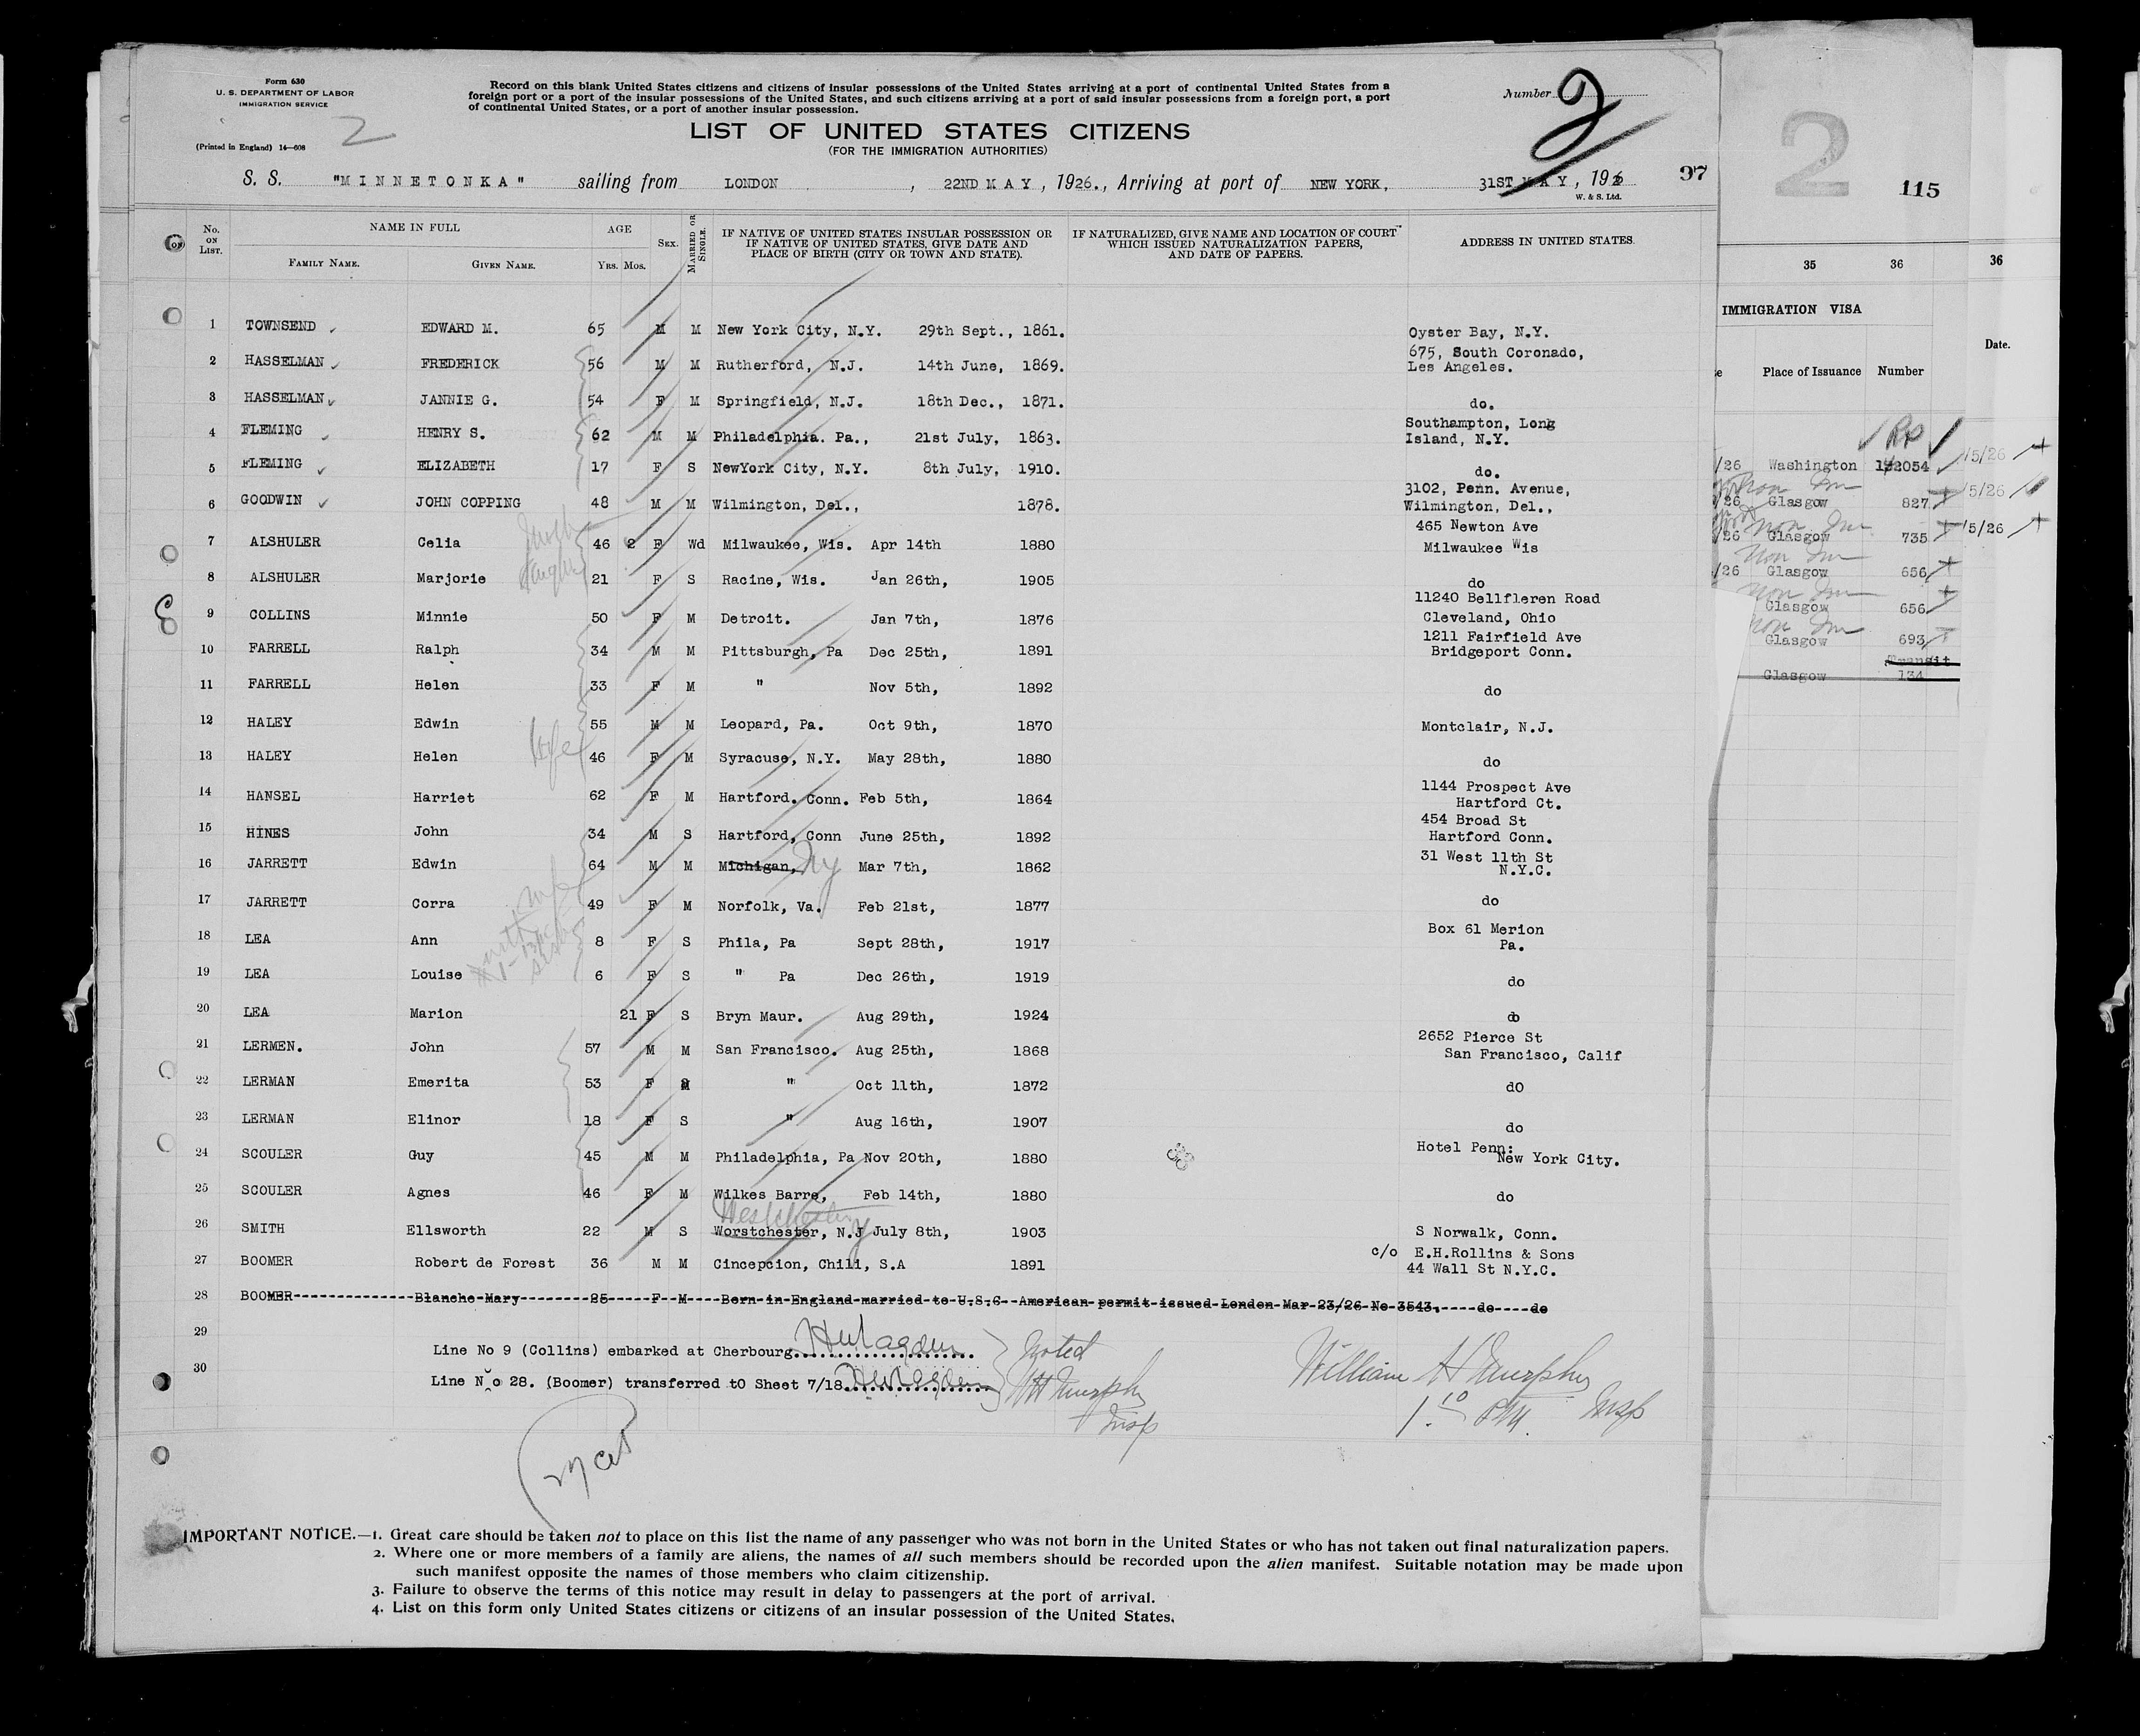 Form 630
U. S. DEPARTMENT OF LABOR
IMMIGRATION SERVICE
(Printed in England) 14—608
2
Record on this blank United States citizens and citizens of insular possessions of the United States arriving at a port of continental United States from a
foreign port or a port of the insular possessions of the United States, and such citizens arriving at a port of said insular possessions from a foreign port, a port
of continental United States, or a port of another insular possession.
Number 2
LIST OF UNITED STATES CITIZENS
(FOR THE IMMIGRATION AUTHORITIES)
S. S. "MINNETONKA" sailing from LONDON , 22ND MAY, 1926., Arriving at port of NEW YORK, 31ST MAY, 1926
W. & S. Ltd.
97
No. ON LIST. NAME IN FULL AGE SEX. MARRIED OR SINGLE. IF NATIVE OF UNITED STATES INSULAR POSSESSION OR IF NATIVE OF UNITED STATES, GIVE DATE AND PLACE OF BIRTH (CITY OR TOWN AND STATE). IF NATURALIZED, GIVE NAME AND LOCATION OF COURT WHICH ISSUED NATURALIZATION PAPERS, AND DATE OF PAPERS. ADDRESS IN UNITED STATES.
FAMILY NAME. GIVEN NAME. YRS. MOS.
1 TOWNSEND EDWARD M. 65 M M New York City, N.Y. 29th Sept., 1861. Oyster Bay, N.Y.
2 HASSELMAN FREDERICK 56 M M Rutherford, N.J. 14th June, 1869. 675, South Coronado, Los Angeles.
3 HASSELMAN JANNIE G. 54 F M Springfield, N.J. 18th Dec., 1871. do.
4 FLEMING HENRY S. 62 M M Philadelphia. Pa., 21st July, 1863. Southampton, Long Island, N.Y.
5 FLEMING ELIZABETH 17 F S NewYork City, N.Y. 8th July, 1910. do.
6 GOODWIN JOHN COPPING 48 M M Wilmington, Del., 1878. 3102, Penn. Avenue, Wilmington, Del.,
7 ALSHULER Celia 46 2 F Wd Milwaukee, Wis. Apr 14th 1880 465 Newton Ave Milwaukee Wis
8 ALSHULER Marjorie 21 F S Racine, Wis. Jan 26th, 1905 do
9 COLLINS Minnie 50 F M Detroit. Jan 7th, 1876 11240 Bellfleren Road Cleveland, Ohio
10 FARRELL Ralph 34 M M Pittsburgh, Pa Dec 25th, 1891 1211 Fairfield Ave Bridgeport Conn.
11 FARRELL Helen 33 F M " Nov 5th, 1892 do
12 HALEY Edwin 55 M M Leopard, Pa. Oct 9th, 1870 Montclair, N.J.
13 HALEY Helen wife 46 F M Syracuse, N.Y. May 28th, 1880 do
14 HANSEL Harriet 62 F M Hartford. Conn. Feb 5th, 1864 1144 Prospect Ave Hartford Ct.
15 HINES John 34 M S Hartford, Conn June 25th, 1892 454 Broad St Hartford Conn.
16 JARRETT Edwin 64 M M Michigan, NY Mar 7th, 1862 31 West 11th St N.Y.C.
17 JARRETT Corra wife 49 F M Norfolk, Va. Feb 21st, 1877 do
18 LEA Ann 8 F S Phila, Pa Sept 28th, 1917 Box 61 Merion Pa.
19 LEA Louise 6 F S " Pa Dec 26th, 1919 do
20 LEA Marion 21 F S Bryn Maur. Aug 29th, 1924 do
21 LERMEN. John 57 M M San Francisco. Aug 25th, 1868 2652 Pierce St San Francisco, Calif
22 LERMAN Emerita 53 F M " Oct 11th, 1872 dO
23 LERMAN Elinor 18 F S " Aug 16th, 1907 do
24 SCOULER Guy 45 M M Philadelphia, Pa Nov 20th, 1880 Hotel Penn: New York City.
25 SCOULER Agnes 46 F M Wilkes Barre, Feb 14th, 1880 do
Westchester
26 SMITH Ellsworth 22 M S Worstchester, N.J July 8th, 1903 S Norwalk, Conn.
27 BOOMER Robert de Forest 36 M M Cincepcion, Chili, S.A 1891 c/o E.H.Rollins & Sons 44 Wall St N.Y.C.
28 BOOMER Blanche Mary 25 F M Born in England married to U.S.C American permit issued London Mar 23/26 No 3543. do do
29
Line No 9 (Collins) embarked at Cherbourg
Noted
William H Murphy
30
Line No 28. (Boomer) transferred tO Sheet 7/18
WH Murphy
Insp
1.10 PM. Insp
IMPORTANT NOTICE.—1. Great care should be taken not to place on this list the name of any passenger who was not born in the United States or who has not taken out final naturalization papers.
2. Where one or more members of a family are aliens, the names of all such members should be recorded upon the alien manifest. Suitable notation may be made upon
such manifest opposite the names of those members who claim citizenship.
3. Failure to observe the terms of this notice may result in delay to passengers at the port of arrival.
4. List on this form only United States citizens or citizens of an insular possession of the United States.
2
115
35 36 36
IMMIGRATION VISA
Date.
Place of Issuance Number
/26 Washington 192054 5/26
/26 Glasgow 827 5/26
/26 Glasgow 735 5/26
/26 Glasgow 656
Glasgow 656
Glasgow 693
Transit
Glasgow 134